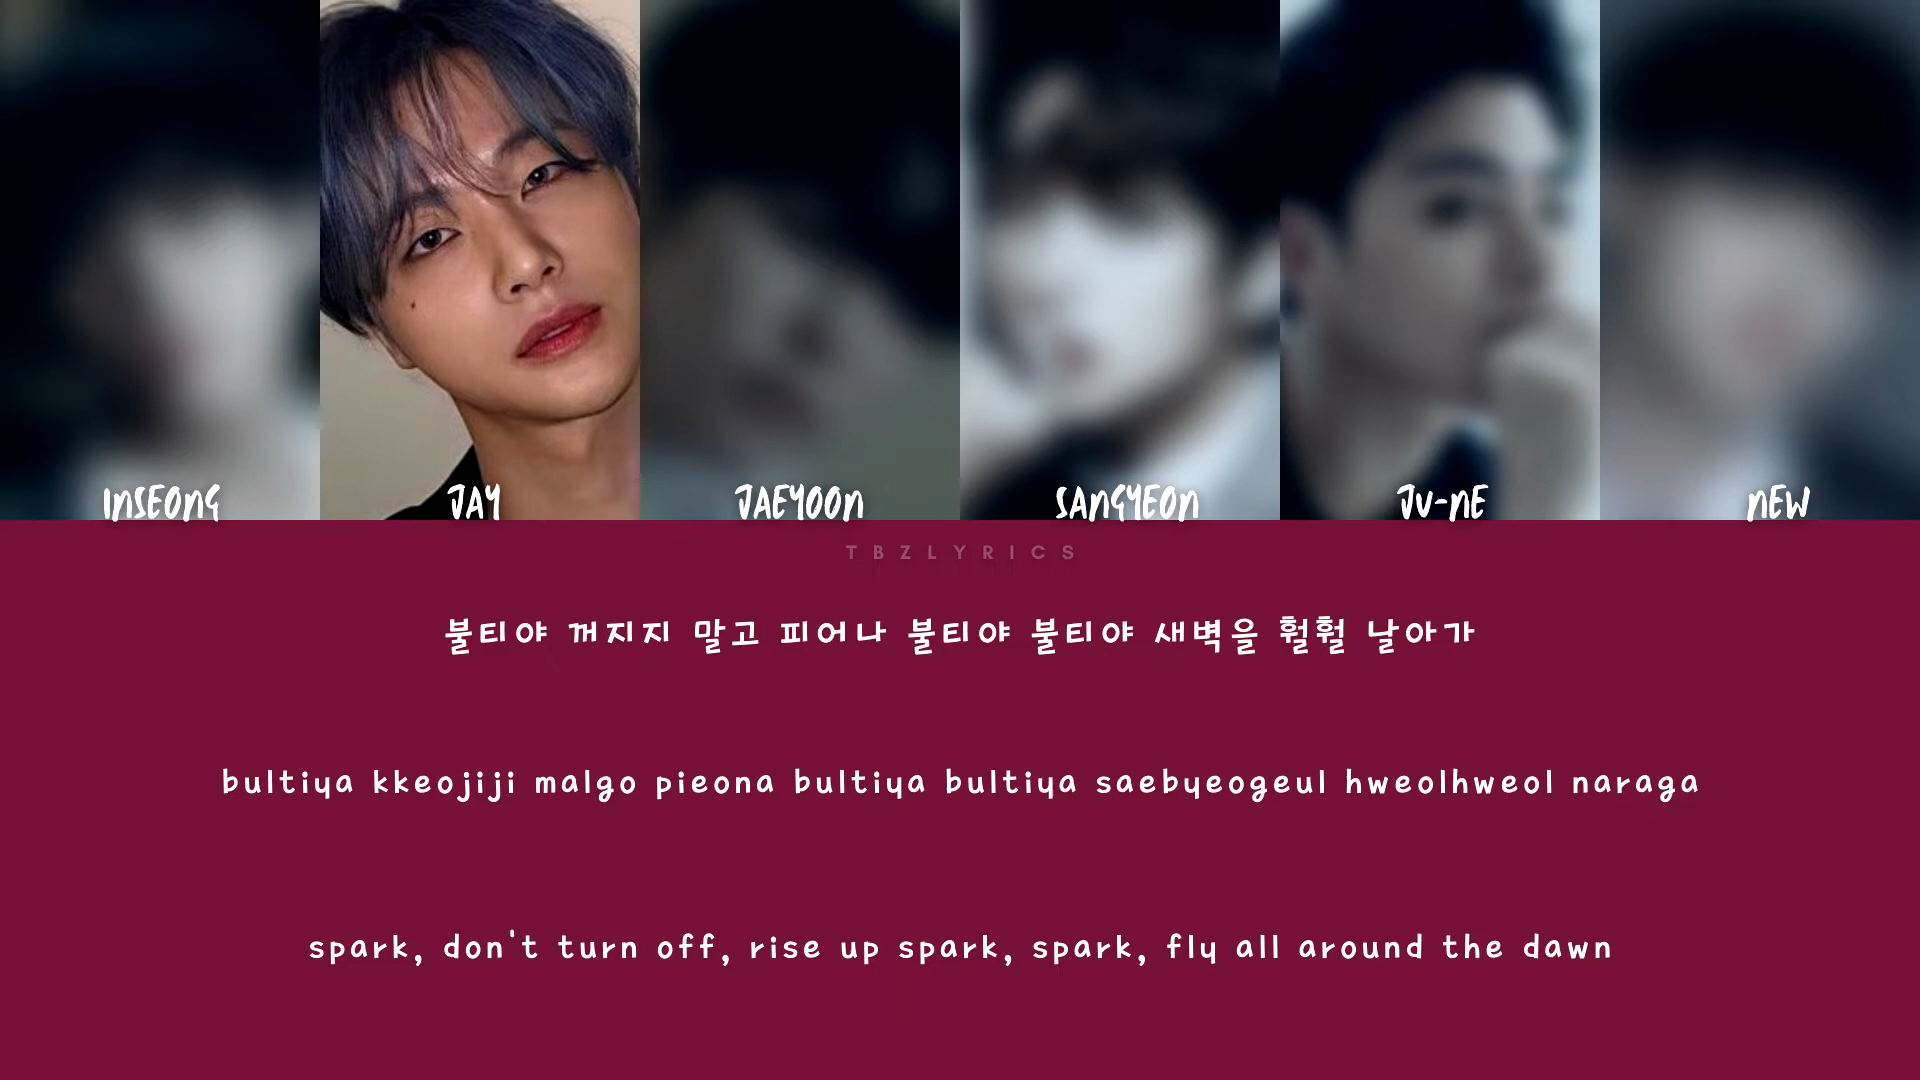 INSEONG JAY JAEYOON SANGYEON JU-NE NEW
TBZLYRICS
불티야 꺼지지 말고 피어나 불티야 불티야 새벽을 훨훨 날아가
bultiya kkeojiji malgo pieona bultiya bultiya saebyeogeul hweolhweol naraga
spark, don't turn off, rise up spark, spark, fly all around the dawn